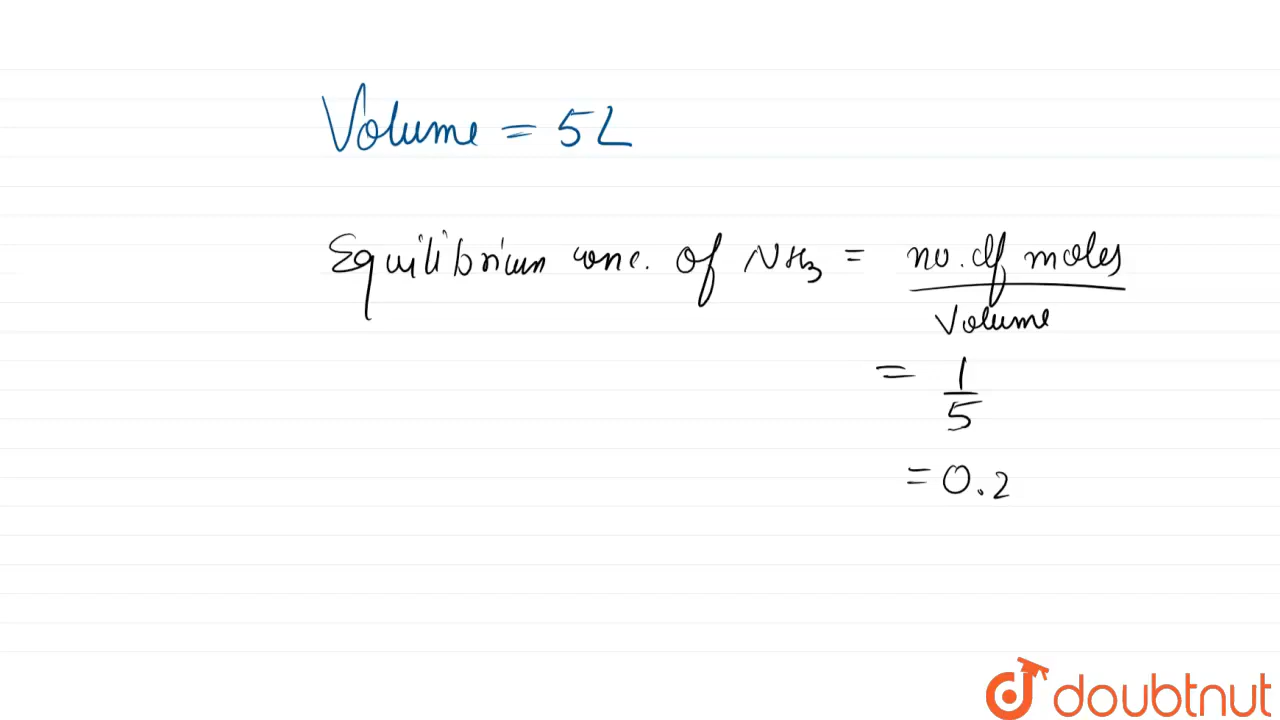 Volume = 5L
Equilibrium conc. of NH₃ = no. of moles
Volume
= 1
5
= 0.2
doubtnut